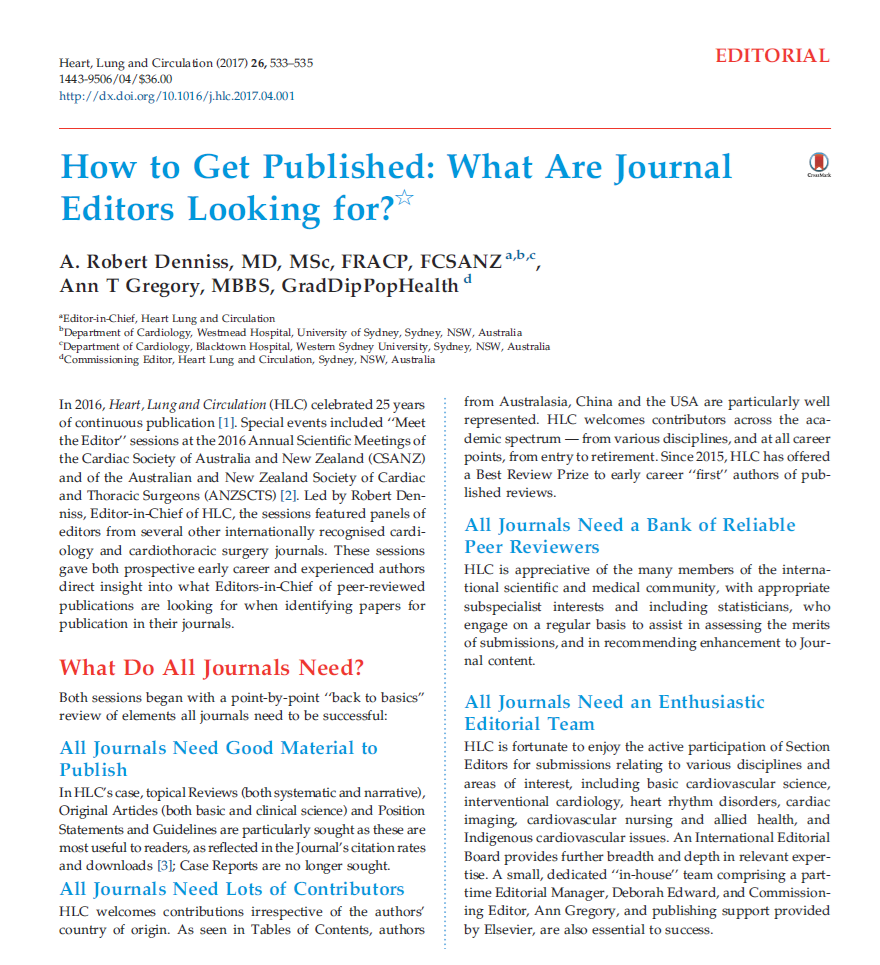 Heart, Lung and Circulation (2017) 26, 533–535
1443-9506/04/$36.00
http://dx.doi.org/10.1016/j.hlc.2017.04.001
EDITORIAL
How to Get Published: What Are Journal
Editors Looking for?☆
CrossMark
A. Robert Denniss, MD, MSc, FRACP, FCSANZ a,b,c,
Ann T Gregory, MBBS, GradDipPopHealth d
aEditor-in-Chief, Heart Lung and Circulation
bDepartment of Cardiology, Westmead Hospital, University of Sydney, Sydney, NSW, Australia
cDepartment of Cardiology, Blacktown Hospital, Western Sydney University, Sydney, NSW, Australia
dCommissioning Editor, Heart Lung and Circulation, Sydney, NSW, Australia
In 2016, Heart, Lung and Circulation (HLC) celebrated 25 years
of continuous publication [1]. Special events included ‘‘Meet
the Editor’’ sessions at the 2016 Annual Scientific Meetings of
the Cardiac Society of Australia and New Zealand (CSANZ)
and of the Australian and New Zealand Society of Cardiac
and Thoracic Surgeons (ANZSCTS) [2]. Led by Robert Den-
niss, Editor-in-Chief of HLC, the sessions featured panels of
editors from several other internationally recognised cardi-
ology and cardiothoracic surgery journals. These sessions
gave both prospective early career and experienced authors
direct insight into what Editors-in-Chief of peer-reviewed
publications are looking for when identifying papers for
publication in their journals.
What Do All Journals Need?
Both sessions began with a point-by-point ‘‘back to basics’’
review of elements all journals need to be successful:
All Journals Need Good Material to
Publish
In HLC’s case, topical Reviews (both systematic and narrative),
Original Articles (both basic and clinical science) and Position
Statements and Guidelines are particularly sought as these are
most useful to readers, as reflected in the Journal’s citation rates
and downloads [3]; Case Reports are no longer sought.
All Journals Need Lots of Contributors
HLC welcomes contributions irrespective of the authors’
country of origin. As seen in Tables of Contents, authors
from Australasia, China and the USA are particularly well
represented. HLC welcomes contributors across the aca-
demic spectrum — from various disciplines, and at all career
points, from entry to retirement. Since 2015, HLC has offered
a Best Review Prize to early career ‘‘first’’ authors of pub-
lished reviews.
All Journals Need a Bank of Reliable
Peer Reviewers
HLC is appreciative of the many members of the interna-
tional scientific and medical community, with appropriate
subspecialist interests and including statisticians, who
engage on a regular basis to assist in assessing the merits
of submissions, and in recommending enhancement to Jour-
nal content.
All Journals Need an Enthusiastic
Editorial Team
HLC is fortunate to enjoy the active participation of Section
Editors for submissions relating to various disciplines and
areas of interest, including basic cardiovascular science,
interventional cardiology, heart rhythm disorders, cardiac
imaging, cardiovascular nursing and allied health, and
Indigenous cardiovascular issues. An International Editorial
Board provides further breadth and depth in relevant exper-
tise. A small, dedicated ‘‘in-house’’ team comprising a part-
time Editorial Manager, Deborah Edward, and Commission-
ing Editor, Ann Gregory, and publishing support provided
by Elsevier, are also essential to success.